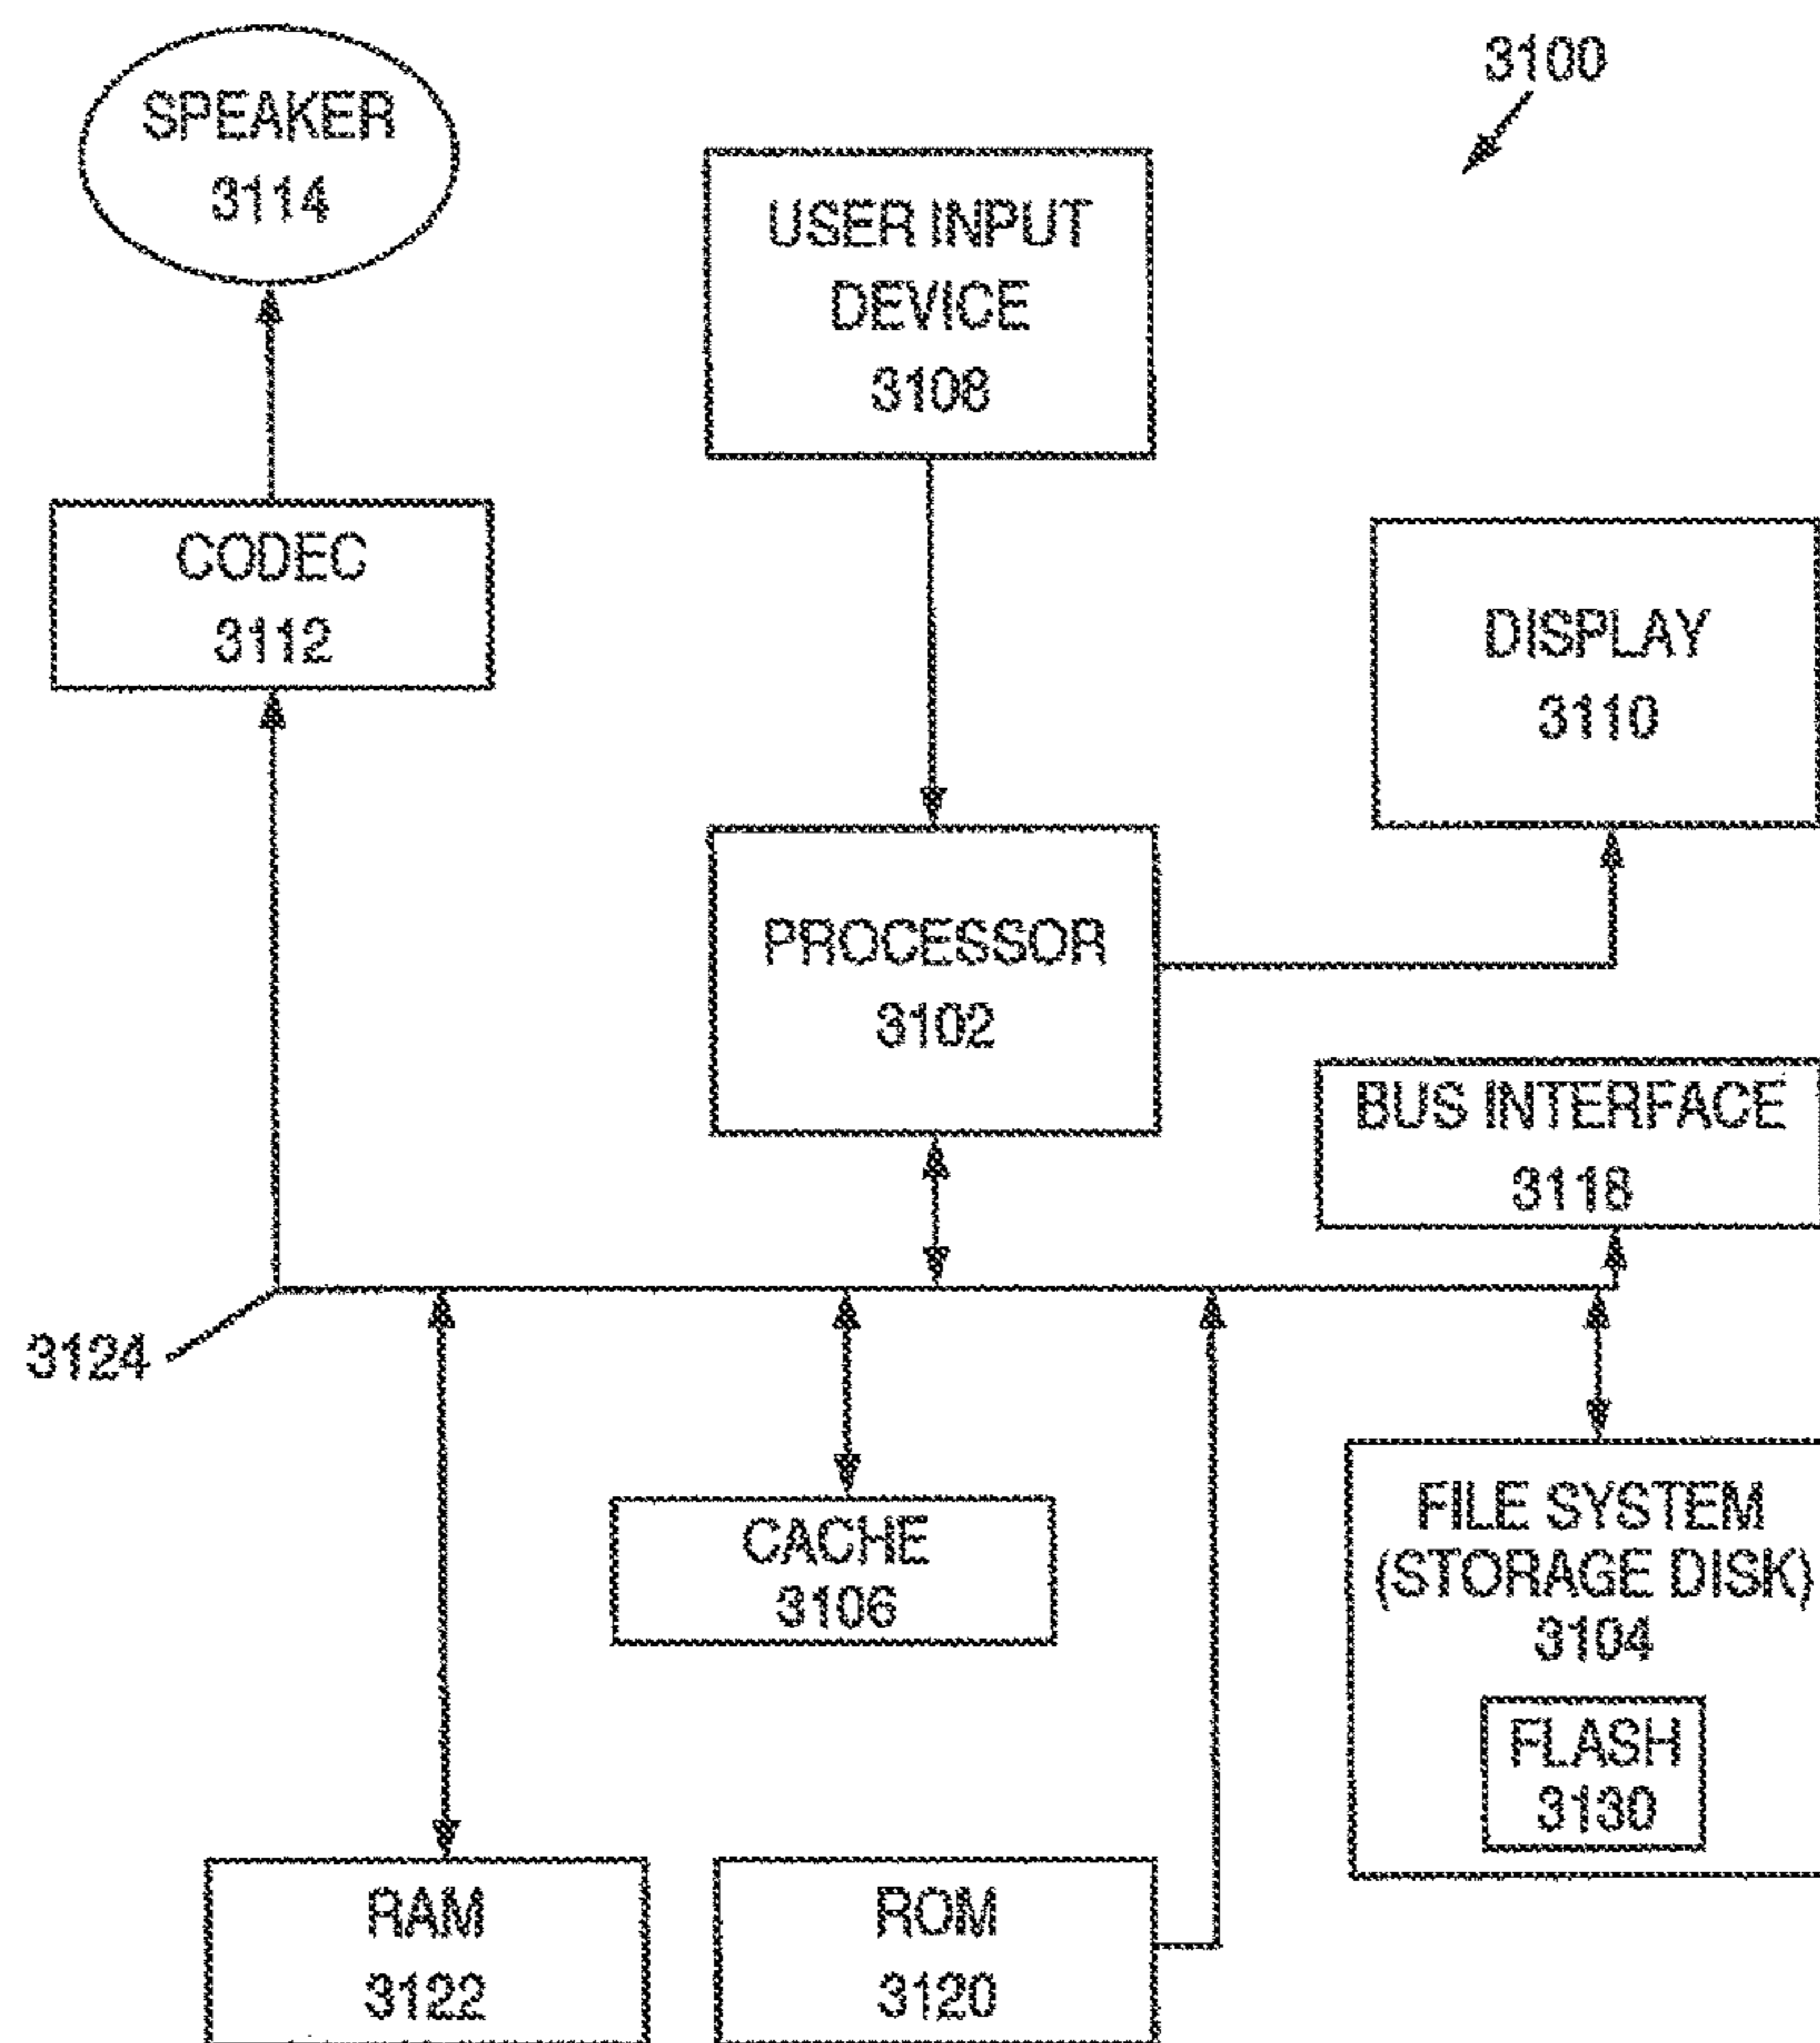 3100
SPEAKER
3114
USER INPUT
DEVICE
3108
CODEC
3112
DISPLAY
3110
PROCESSOR
3102
BUS INTERFACE
3118
3124
CACHE
3106
FILE SYSTEM
(STORAGE DISK)
3104
FLASH
3130
RAM
3122
ROM
3120